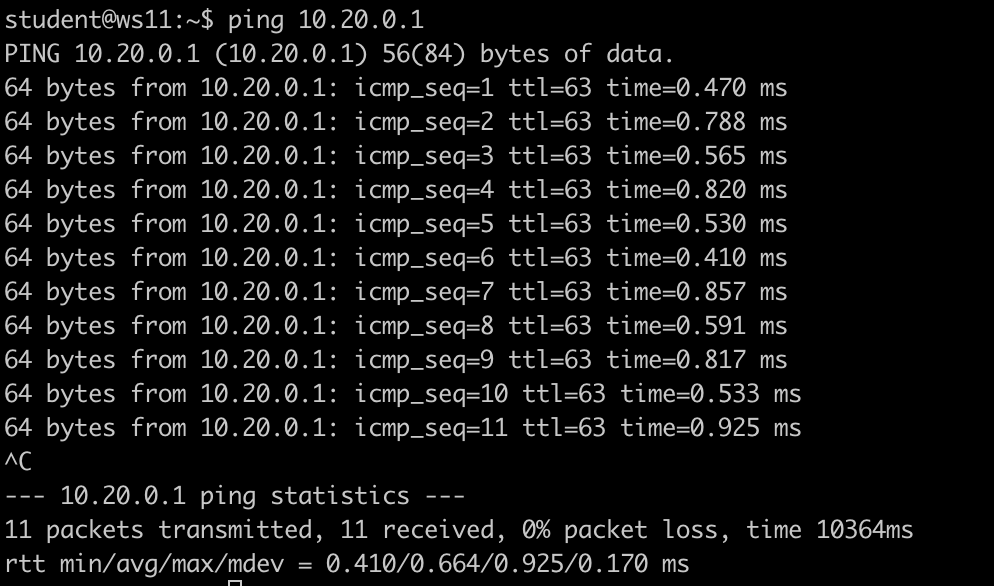 student@ws11:~$ ping 10.20.0.1
PING 10.20.0.1 (10.20.0.1) 56(84) bytes of data.
64 bytes from 10.20.0.1: icmp_seq=1 ttl=63 time=0.470 ms
64 bytes from 10.20.0.1: icmp_seq=2 ttl=63 time=0.788 ms
64 bytes from 10.20.0.1: icmp_seq=3 ttl=63 time=0.565 ms
64 bytes from 10.20.0.1: icmp_seq=4 ttl=63 time=0.820 ms
64 bytes from 10.20.0.1: icmp_seq=5 ttl=63 time=0.530 ms
64 bytes from 10.20.0.1: icmp_seq=6 ttl=63 time=0.410 ms
64 bytes from 10.20.0.1: icmp_seq=7 ttl=63 time=0.857 ms
64 bytes from 10.20.0.1: icmp_seq=8 ttl=63 time=0.591 ms
64 bytes from 10.20.0.1: icmp_seq=9 ttl=63 time=0.817 ms
64 bytes from 10.20.0.1: icmp_seq=10 ttl=63 time=0.533 ms
64 bytes from 10.20.0.1: icmp_seq=11 ttl=63 time=0.925 ms
^C
--- 10.20.0.1 ping statistics ---
11 packets transmitted, 11 received, 0% packet loss, time 10364ms
rtt min/avg/max/mdev = 0.410/0.664/0.925/0.170 ms